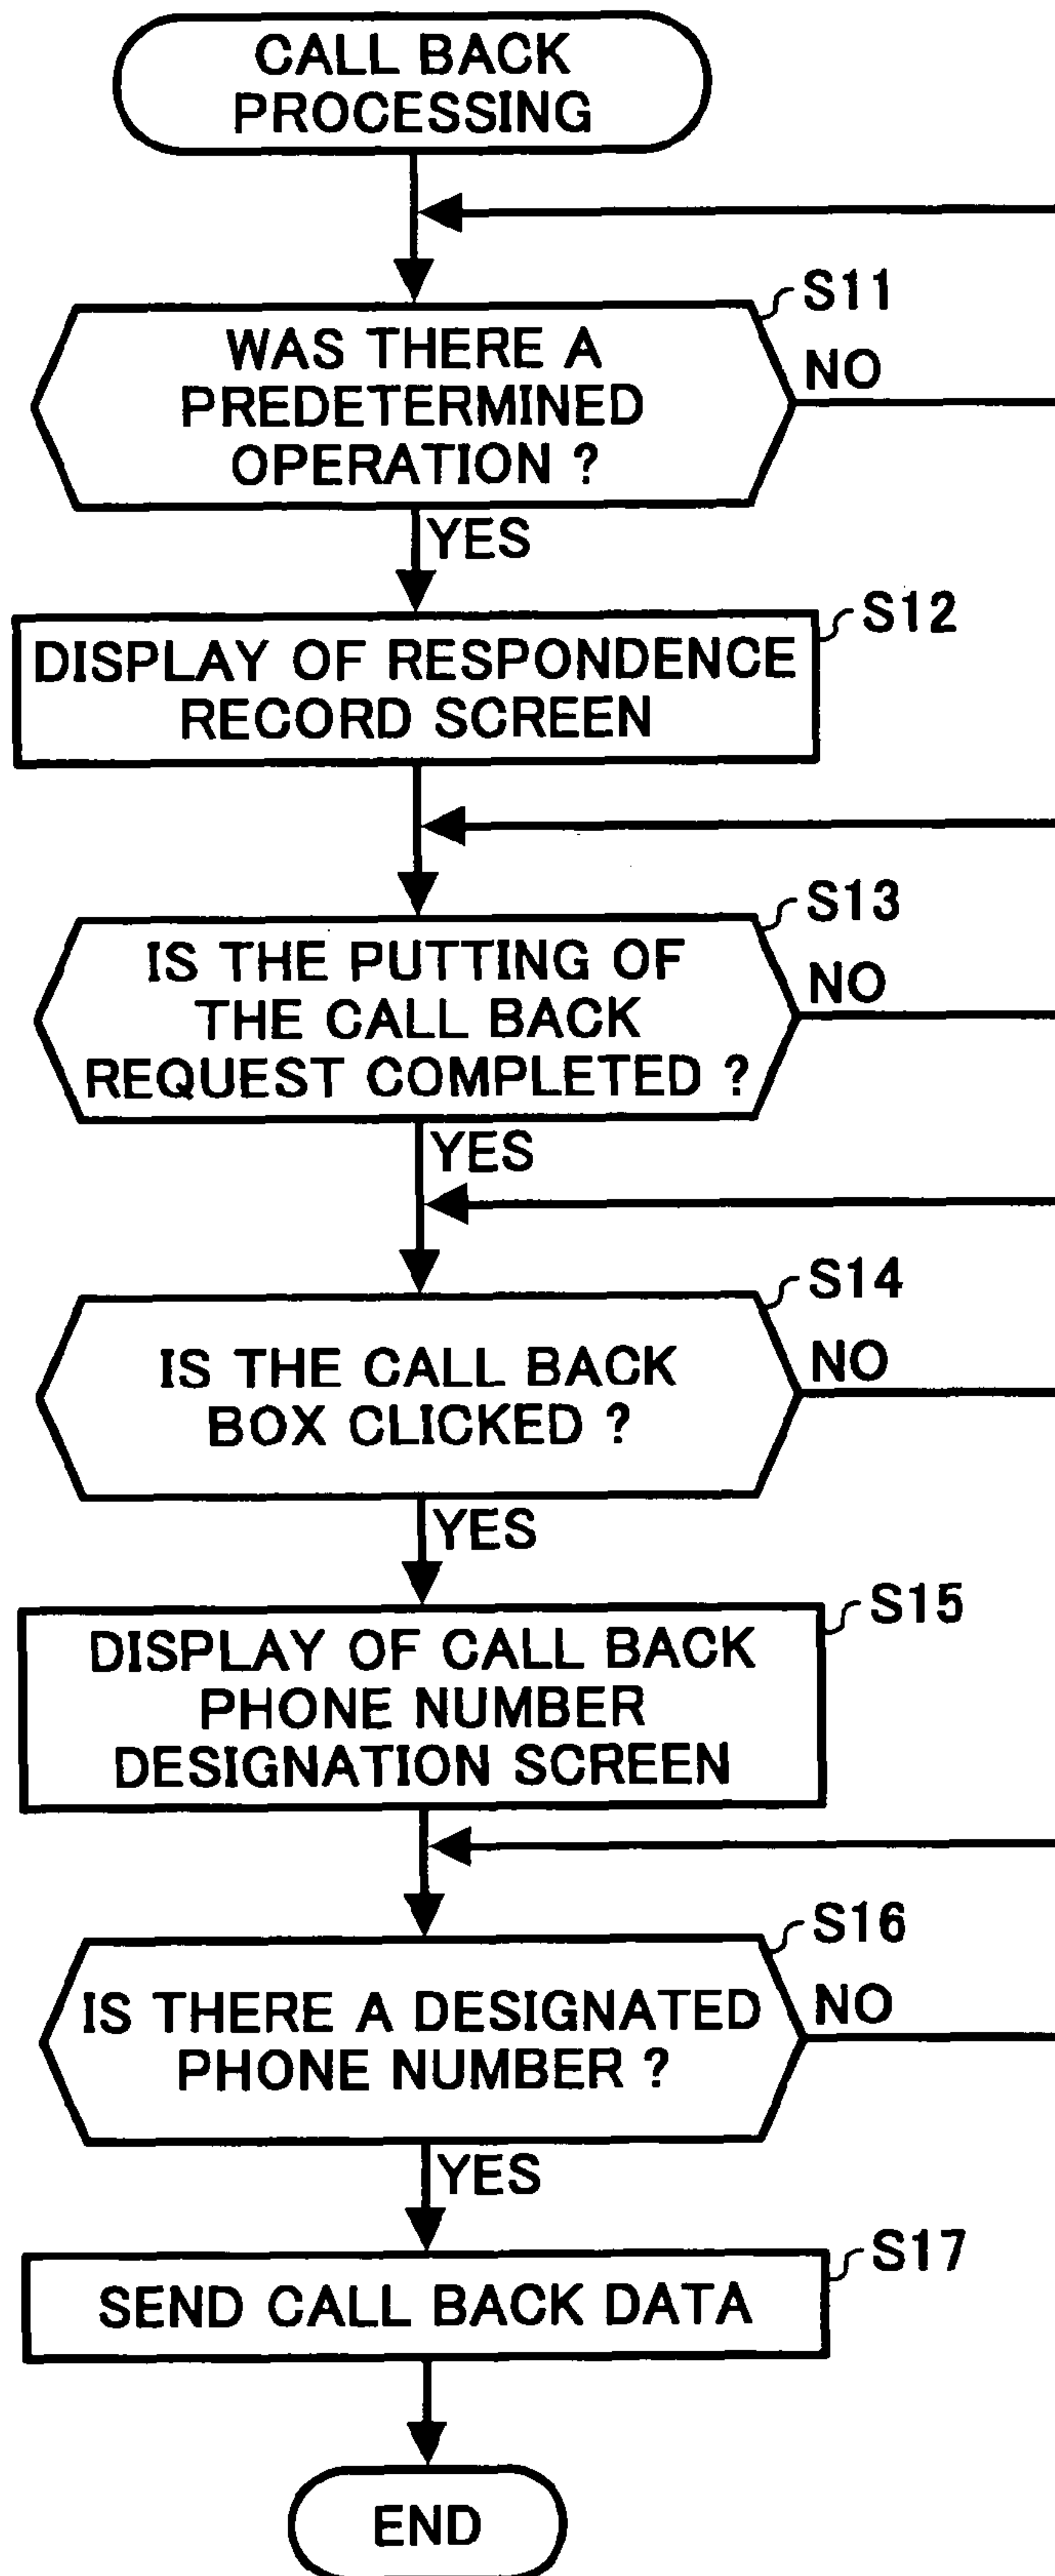 CALL BACK
PROCESSING
S11
WAS THERE A
PREDETERMINED
OPERATION ?
NO
YES
S12
DISPLAY OF RESPONDENCE
RECORD SCREEN
S13
IS THE PUTTING OF
THE CALL BACK
REQUEST COMPLETED ?
NO
YES
S14
IS THE CALL BACK
BOX CLICKED ?
NO
YES
S15
DISPLAY OF CALL BACK
PHONE NUMBER
DESIGNATION SCREEN
S16
IS THERE A DESIGNATED
PHONE NUMBER ?
NO
YES
S17
SEND CALL BACK DATA
END